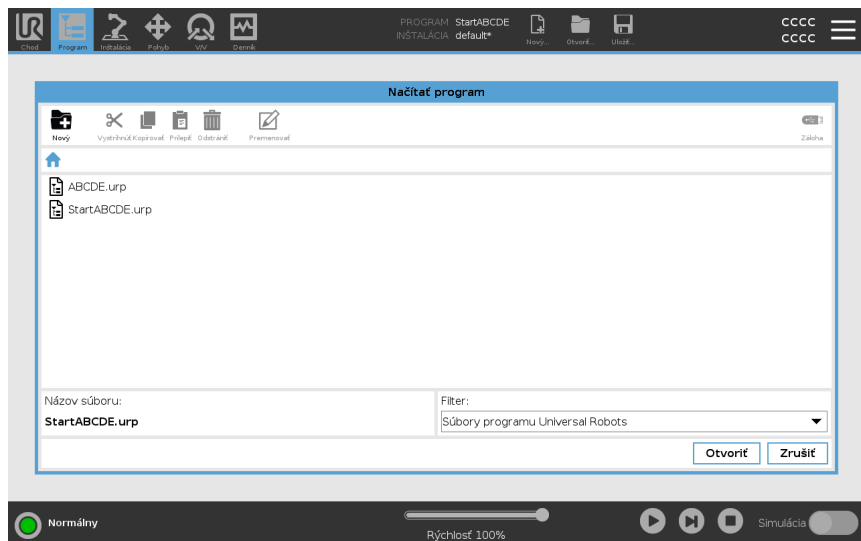 UR
PROGRAM StartABCDE
INŠTALÁCIA default*
CCCC
CCCC
Chod Program Inštalácia Pohyb V/V Denník Nový... Otvoriť... Uložiť...
Načítať program
Nový Vystrihnúť Kopírovať Prilepiť Odstrániť Premenovať Záloha
ABCDE.urp
StartABCDE.urp
Názov súboru: Filter:
StartABCDE.urp Súbory programu Universal Robots
Otvoriť Zrušiť
Normálny Simulácia
Rýchlosť 100%